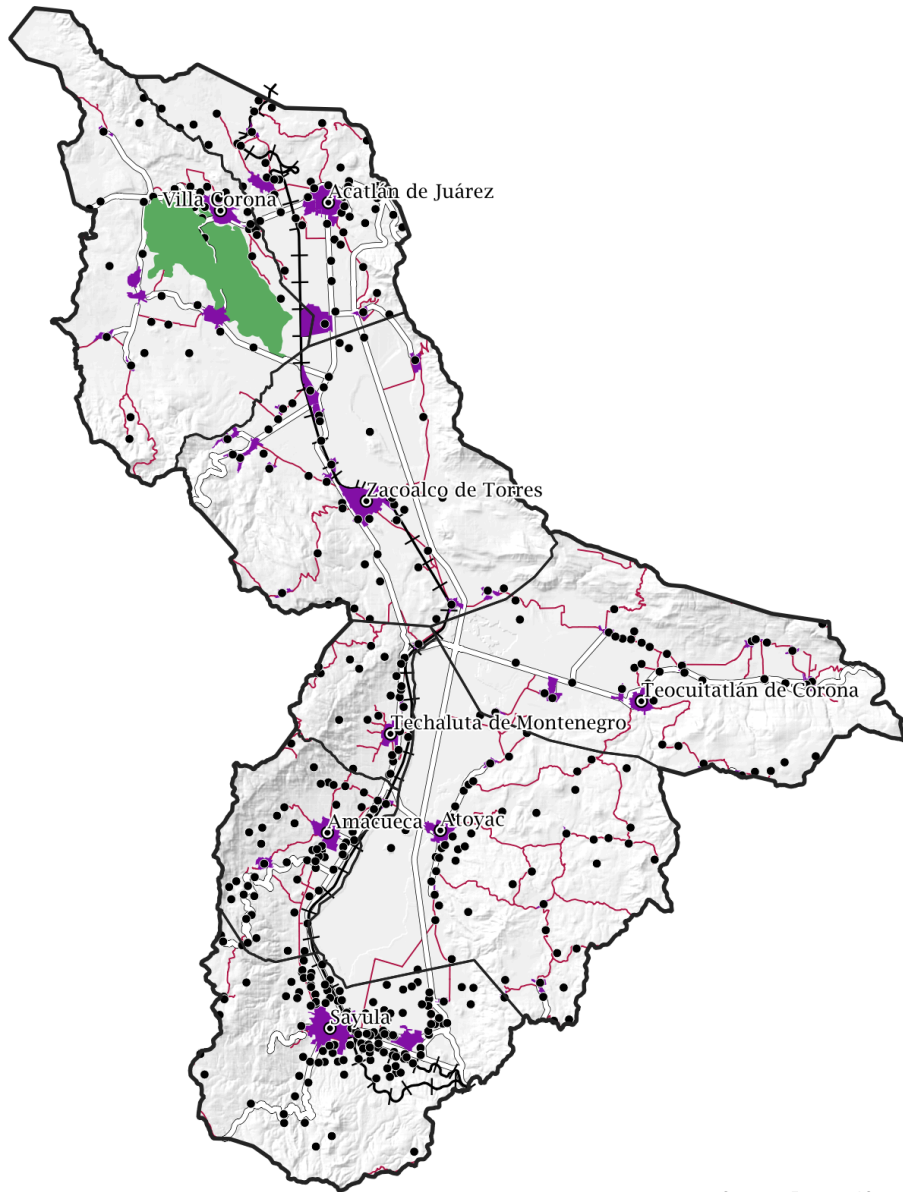 Acatlán de Juárez
Villa Corona
Zacoalco de Torres
Teocuitatlán de Corona
Techaluta de Montenegro
Amacueca
Atoyac
Sayula